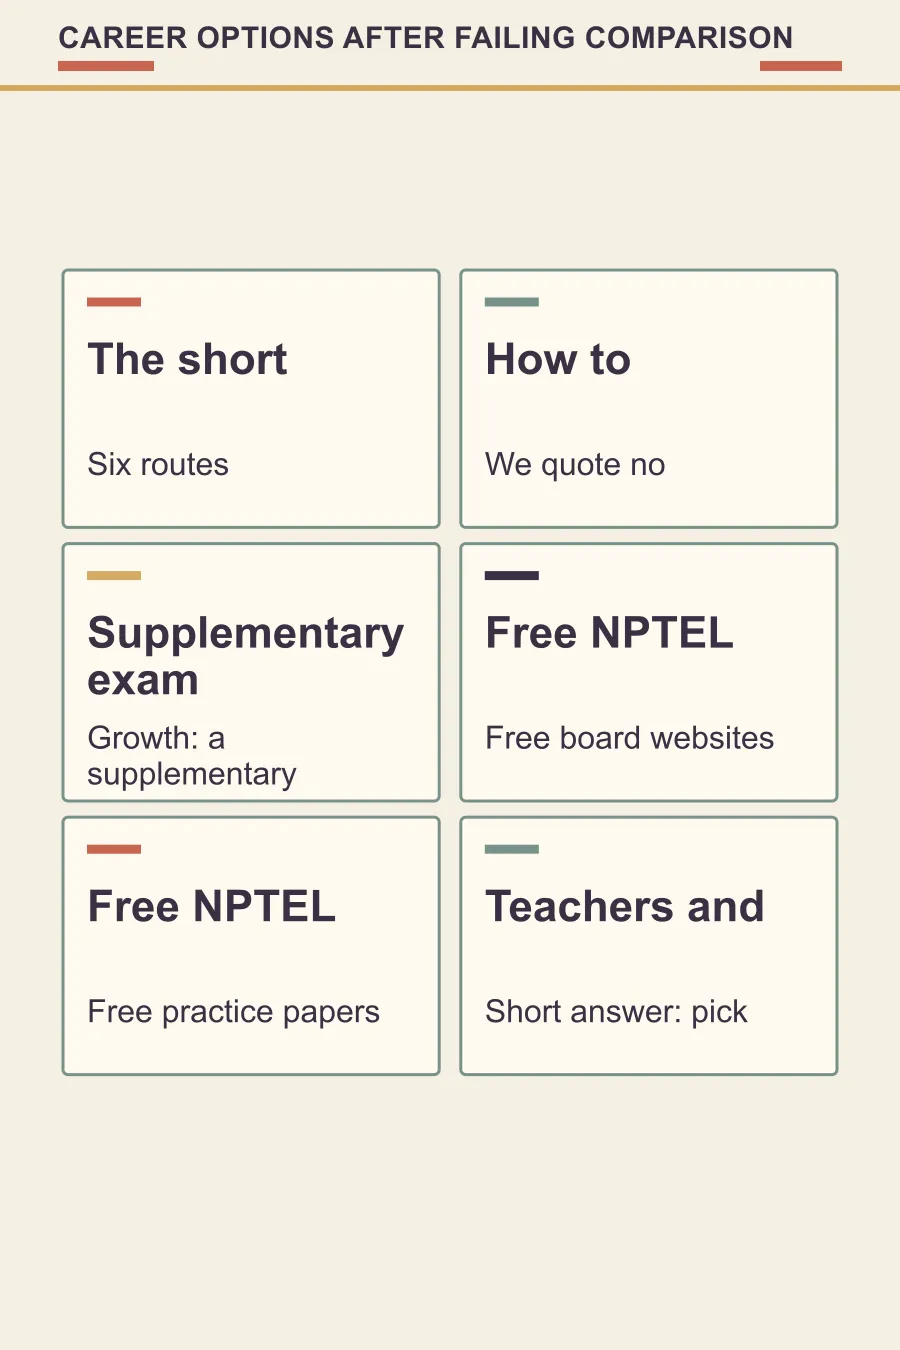 CAREER OPTIONS AFTER FAILING COMPARISON
The short
Six routes
How to
We quote no
Supplementary
exam
Growth: a
supplementary
Free NPTEL
Free board websites
Free NPTEL
Free practice papers
Teachers and
Short answer: pick